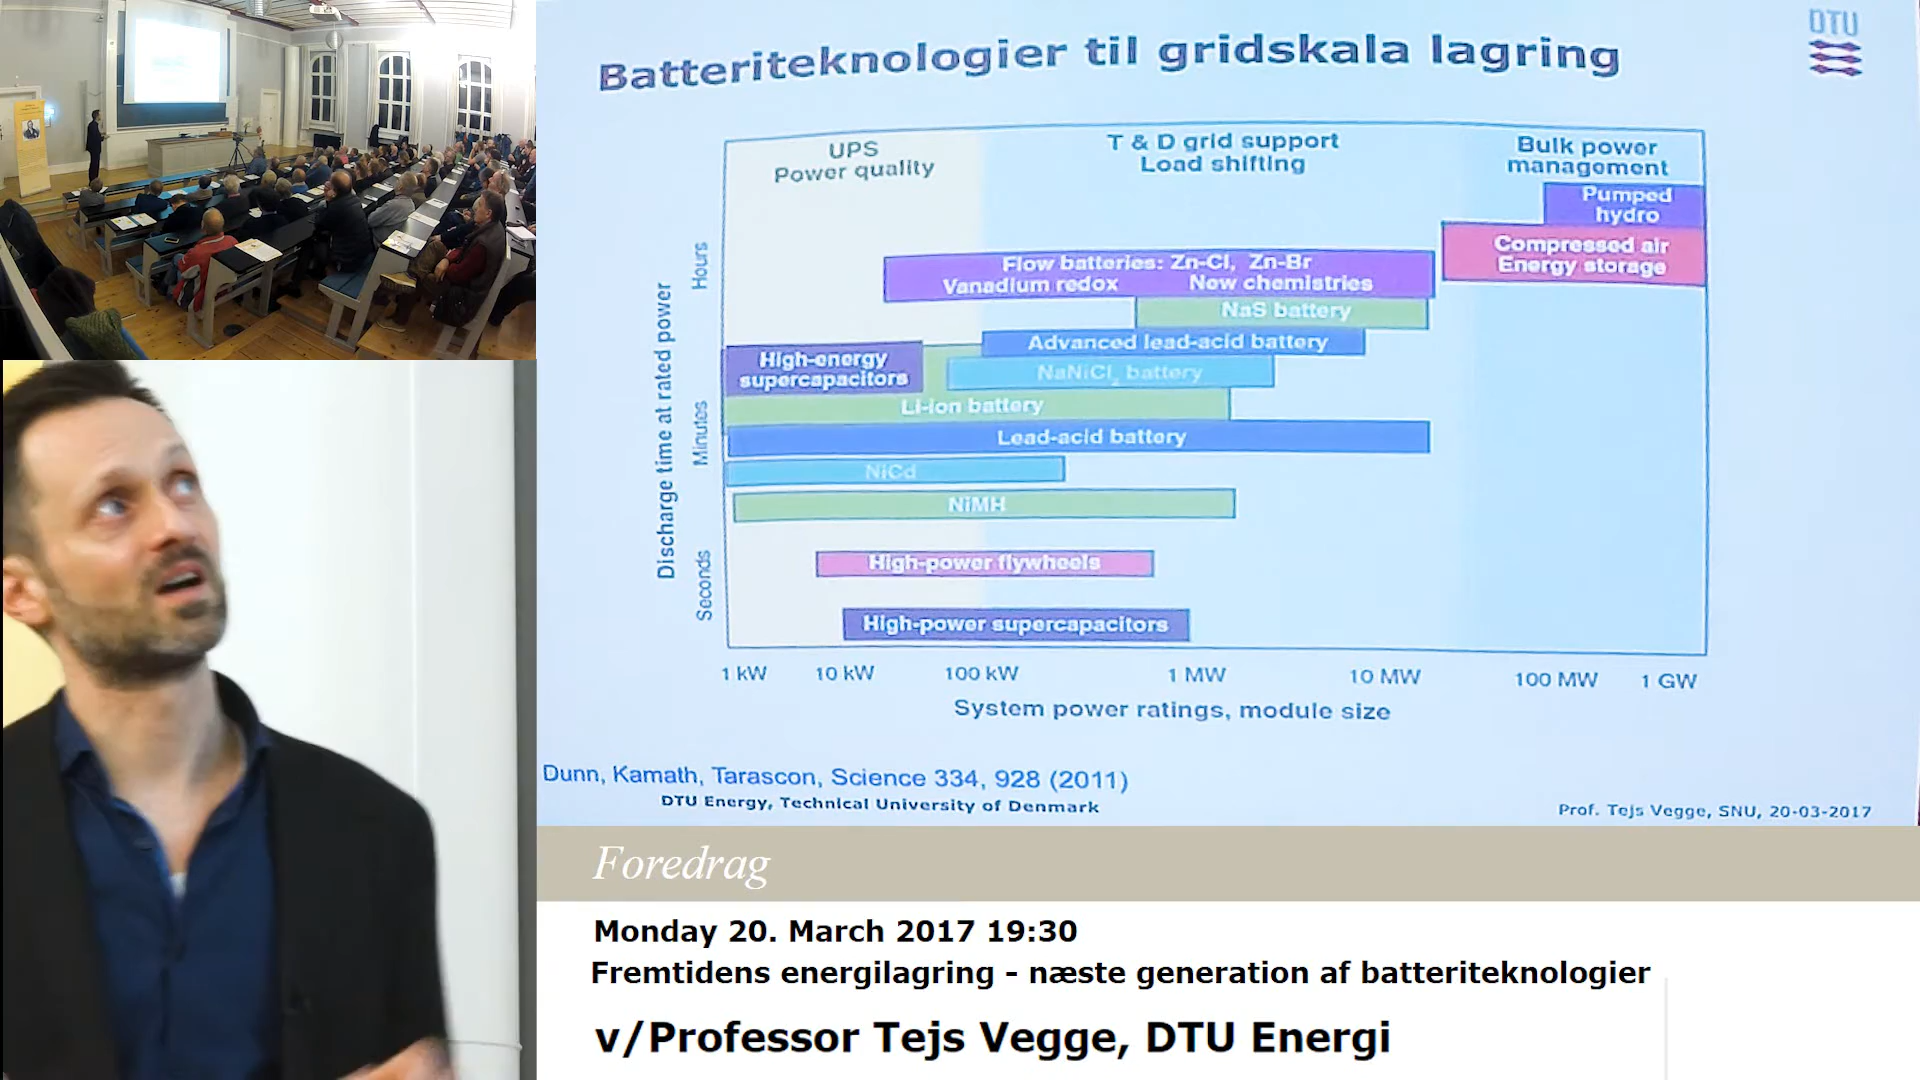 Batteriteknologier til gridskala lagring
DTU
UPS
Power quality
T & D grid support
Load shifting
Bulk power
management
Pumped
hydro
Compressed air
Energy storage
Flow batteries: Zn-Cl, Zn-Br
Vanadium redox New chemistries
NaS battery
Advanced lead-acid battery
High-energy
supercapacitors
NaNiCl₂ battery
Li-ion battery
Lead-acid battery
NiCd
NiMH
High-power flywheels
High-power supercapacitors
Discharge time at rated power
Hours
Minutes
Seconds
1 kW 10 kW 100 kW 1 MW 10 MW 100 MW 1 GW
System power ratings, module size
Dunn, Kamath, Tarascon, Science 334, 928 (2011)
DTU Energy, Technical University of Denmark
Prof. Tejs Vegge, SNU, 20-03-2017
Foredrag
Monday 20. March 2017 19:30
Fremtidens energilagring - næste generation af batteriteknologier
v/Professor Tejs Vegge, DTU Energi